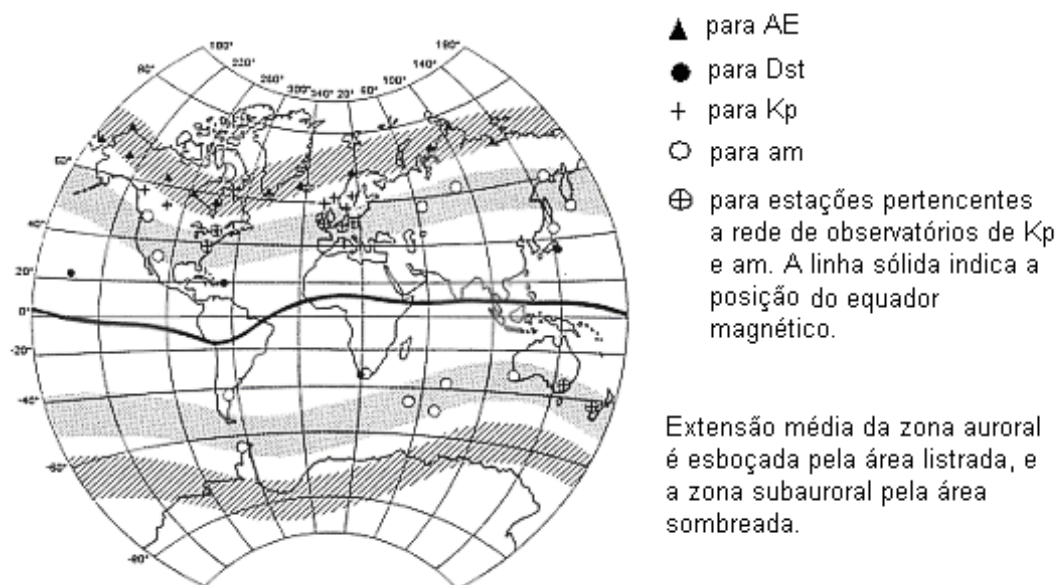 para AE
para Dst
para Kp
para am
para estações pertencentes
a rede de observatórios de Kp
e am. A linha sólida indica a
posição do equador
magnético.
Extensão média da zona auroral
é esboçada pela área listrada, e
a zona subauroral pela área
sombreada.
180°
220°
260°
300°
340°
20°
60°
100°
140°
180°
80°
60°
40°
20°
0°
-20°
-40°
-60°
-80°